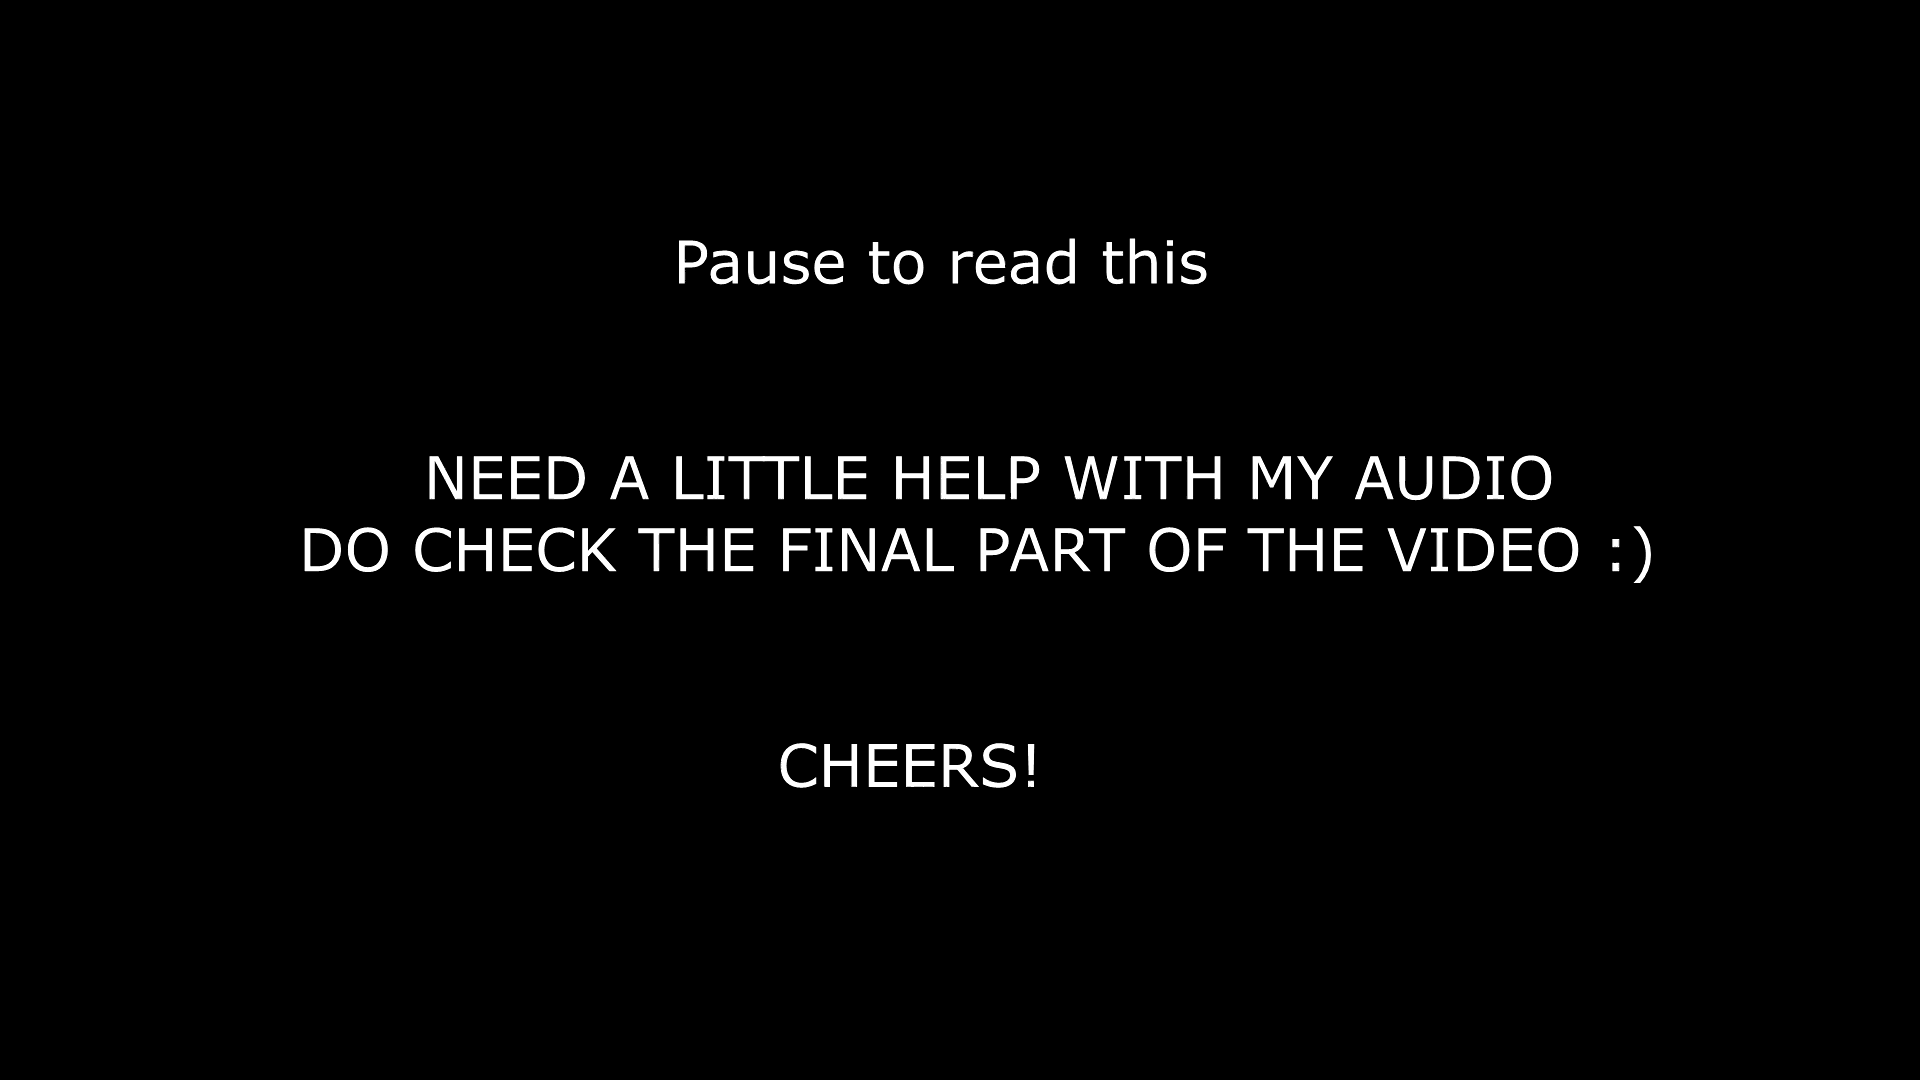 Pause to read this
NEED A LITTLE HELP WITH MY AUDIO
DO CHECK THE FINAL PART OF THE VIDEO :)
CHEERS!